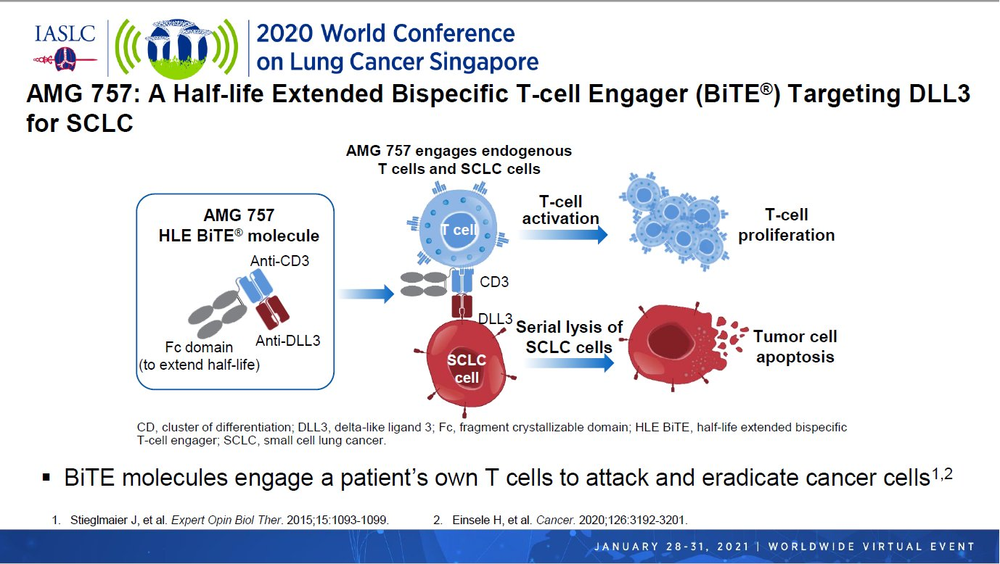 IASLC
2020 World Conference
on Lung Cancer Singapore
AMG 757: A Half-life Extended Bispecific T-cell Engager (BiTE®) Targeting DLL3
for SCLC
AMG 757 engages endogenous
T cells and SCLC cells
AMG 757
HLE BiTE® molecule
Anti-CD3
Anti-DLL3
Fc domain
(to extend half-life)
T cell
CD3
DLL3
SCLC
cell
T-cell
activation
T-cell
proliferation
Serial lysis of
SCLC cells
Tumor cell
apoptosis
CD, cluster of differentiation; DLL3, delta-like ligand 3; Fc, fragment crystallizable domain; HLE BiTE, half-life extended bispecific
T-cell engager; SCLC, small cell lung cancer.
▪ BiTE molecules engage a patient’s own T cells to attack and eradicate cancer cells1,2
1. Stieglmaier J, et al. Expert Opin Biol Ther. 2015;15:1093-1099.
2. Einsele H, et al. Cancer. 2020;126:3192-3201.
JANUARY 28-31, 2021 | WORLDWIDE VIRTUAL EVENT